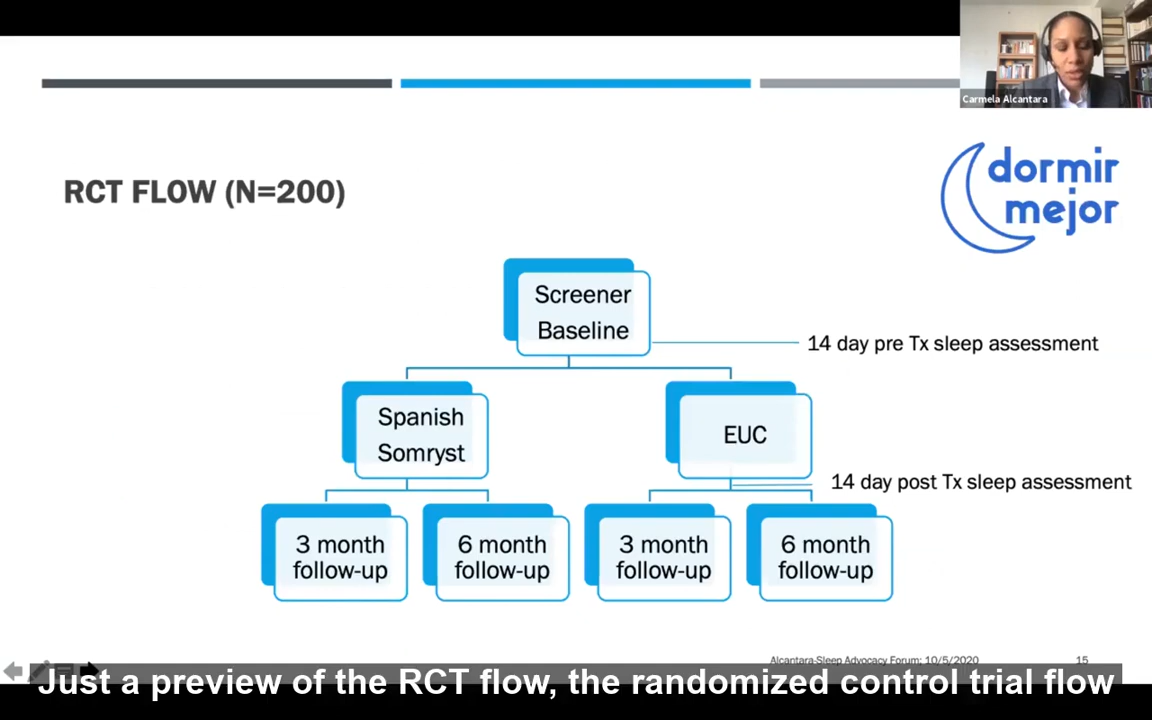 Carmela Alcantara
RCT FLOW (N=200)
dormir
mejor
Screener
Baseline
14 day pre Tx sleep assessment
Spanish
Somryst
EUC
14 day post Tx sleep assessment
3 month
follow-up
6 month
follow-up
3 month
follow-up
6 month
follow-up
Alcantara-Sleep Advocacy Forum; 10/5/2020
15
Just a preview of the RCT flow, the randomized control trial flow